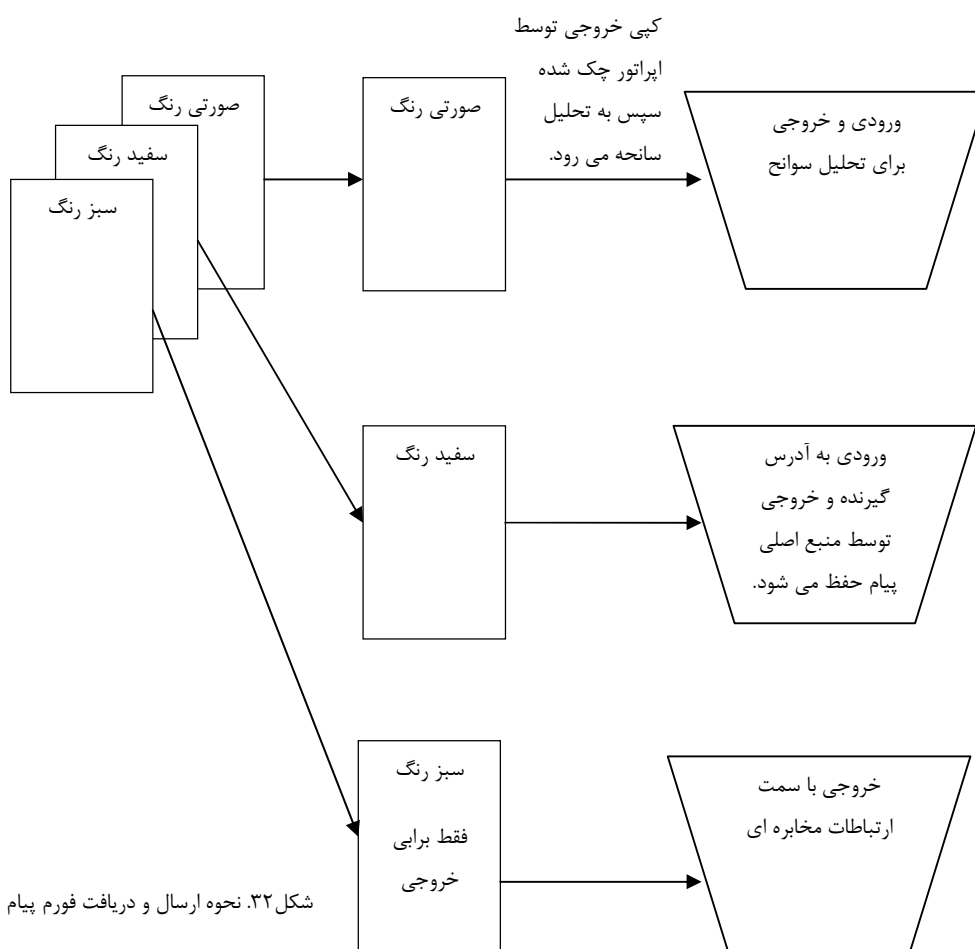 کپی خروجی توسط
اپراتور چک شده
سپس به تحلیل
سانحه می رود.
صورتی رنگ
سفید رنگ
سبز رنگ
صورتی رنگ
ورودی و خروجی
برای تحلیل سوانح
سفید رنگ
ورودی به آدرس
گیرنده و خروجی
توسط منبع اصلی
پیام حفظ می شود.
سبز رنگ
فقط برابی
خروجی
خروجی با سمت
ارتباطات مخابره ای
شکل۳۲. نحوه ارسال و دریافت فورم پیام